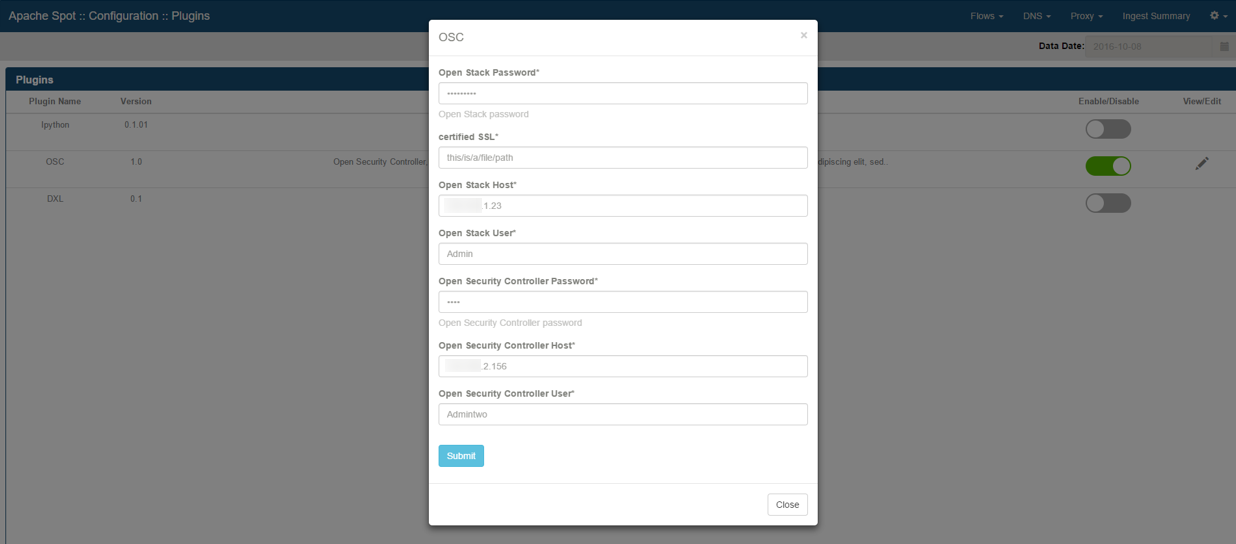 Apache Spot :: Configuration :: Plugins
Flows DNS Proxy Ingest Summary
Data Date: 2016-10-08
Plugins
Plugin Name Version Enable/Disable View/Edit
Ipython 0.1.01
OSC 1.0 Open Security Controller, dipiscing elit, sed..
DXL 0.1
OSC ×
Open Stack Password*
•••••••••
Open Stack password
certified SSL*
this/is/a/file/path
Open Stack Host*
.1.23
Open Stack User*
Admin
Open Security Controller Password*
••••
Open Security Controller password
Open Security Controller Host*
.2.156
Open Security Controller User*
Admintwo
Submit
Close